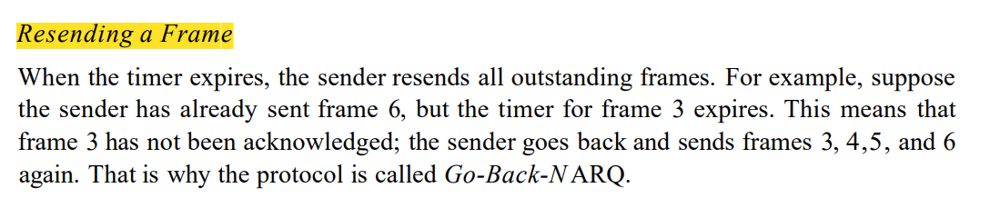 Resending a Frame
When the timer expires, the sender resends all outstanding frames. For example, suppose
the sender has already sent frame 6, but the timer for frame 3 expires. This means that
frame 3 has not been acknowledged; the sender goes back and sends frames 3, 4,5, and 6
again. That is why the protocol is called Go-Back-N ARQ.